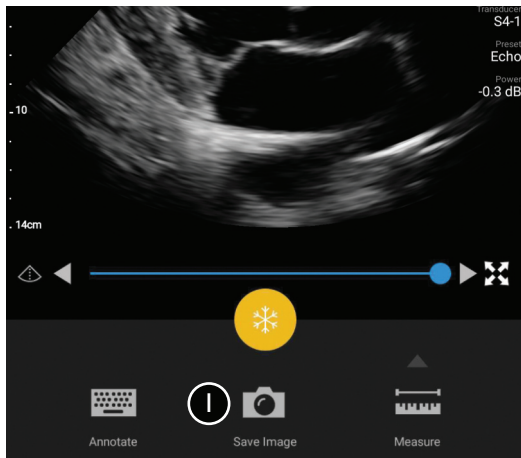 Transducer
S4-1
Preset
Echo
Power
-0.3 dB
10
14cm
I
Annotate
Save Image
Measure